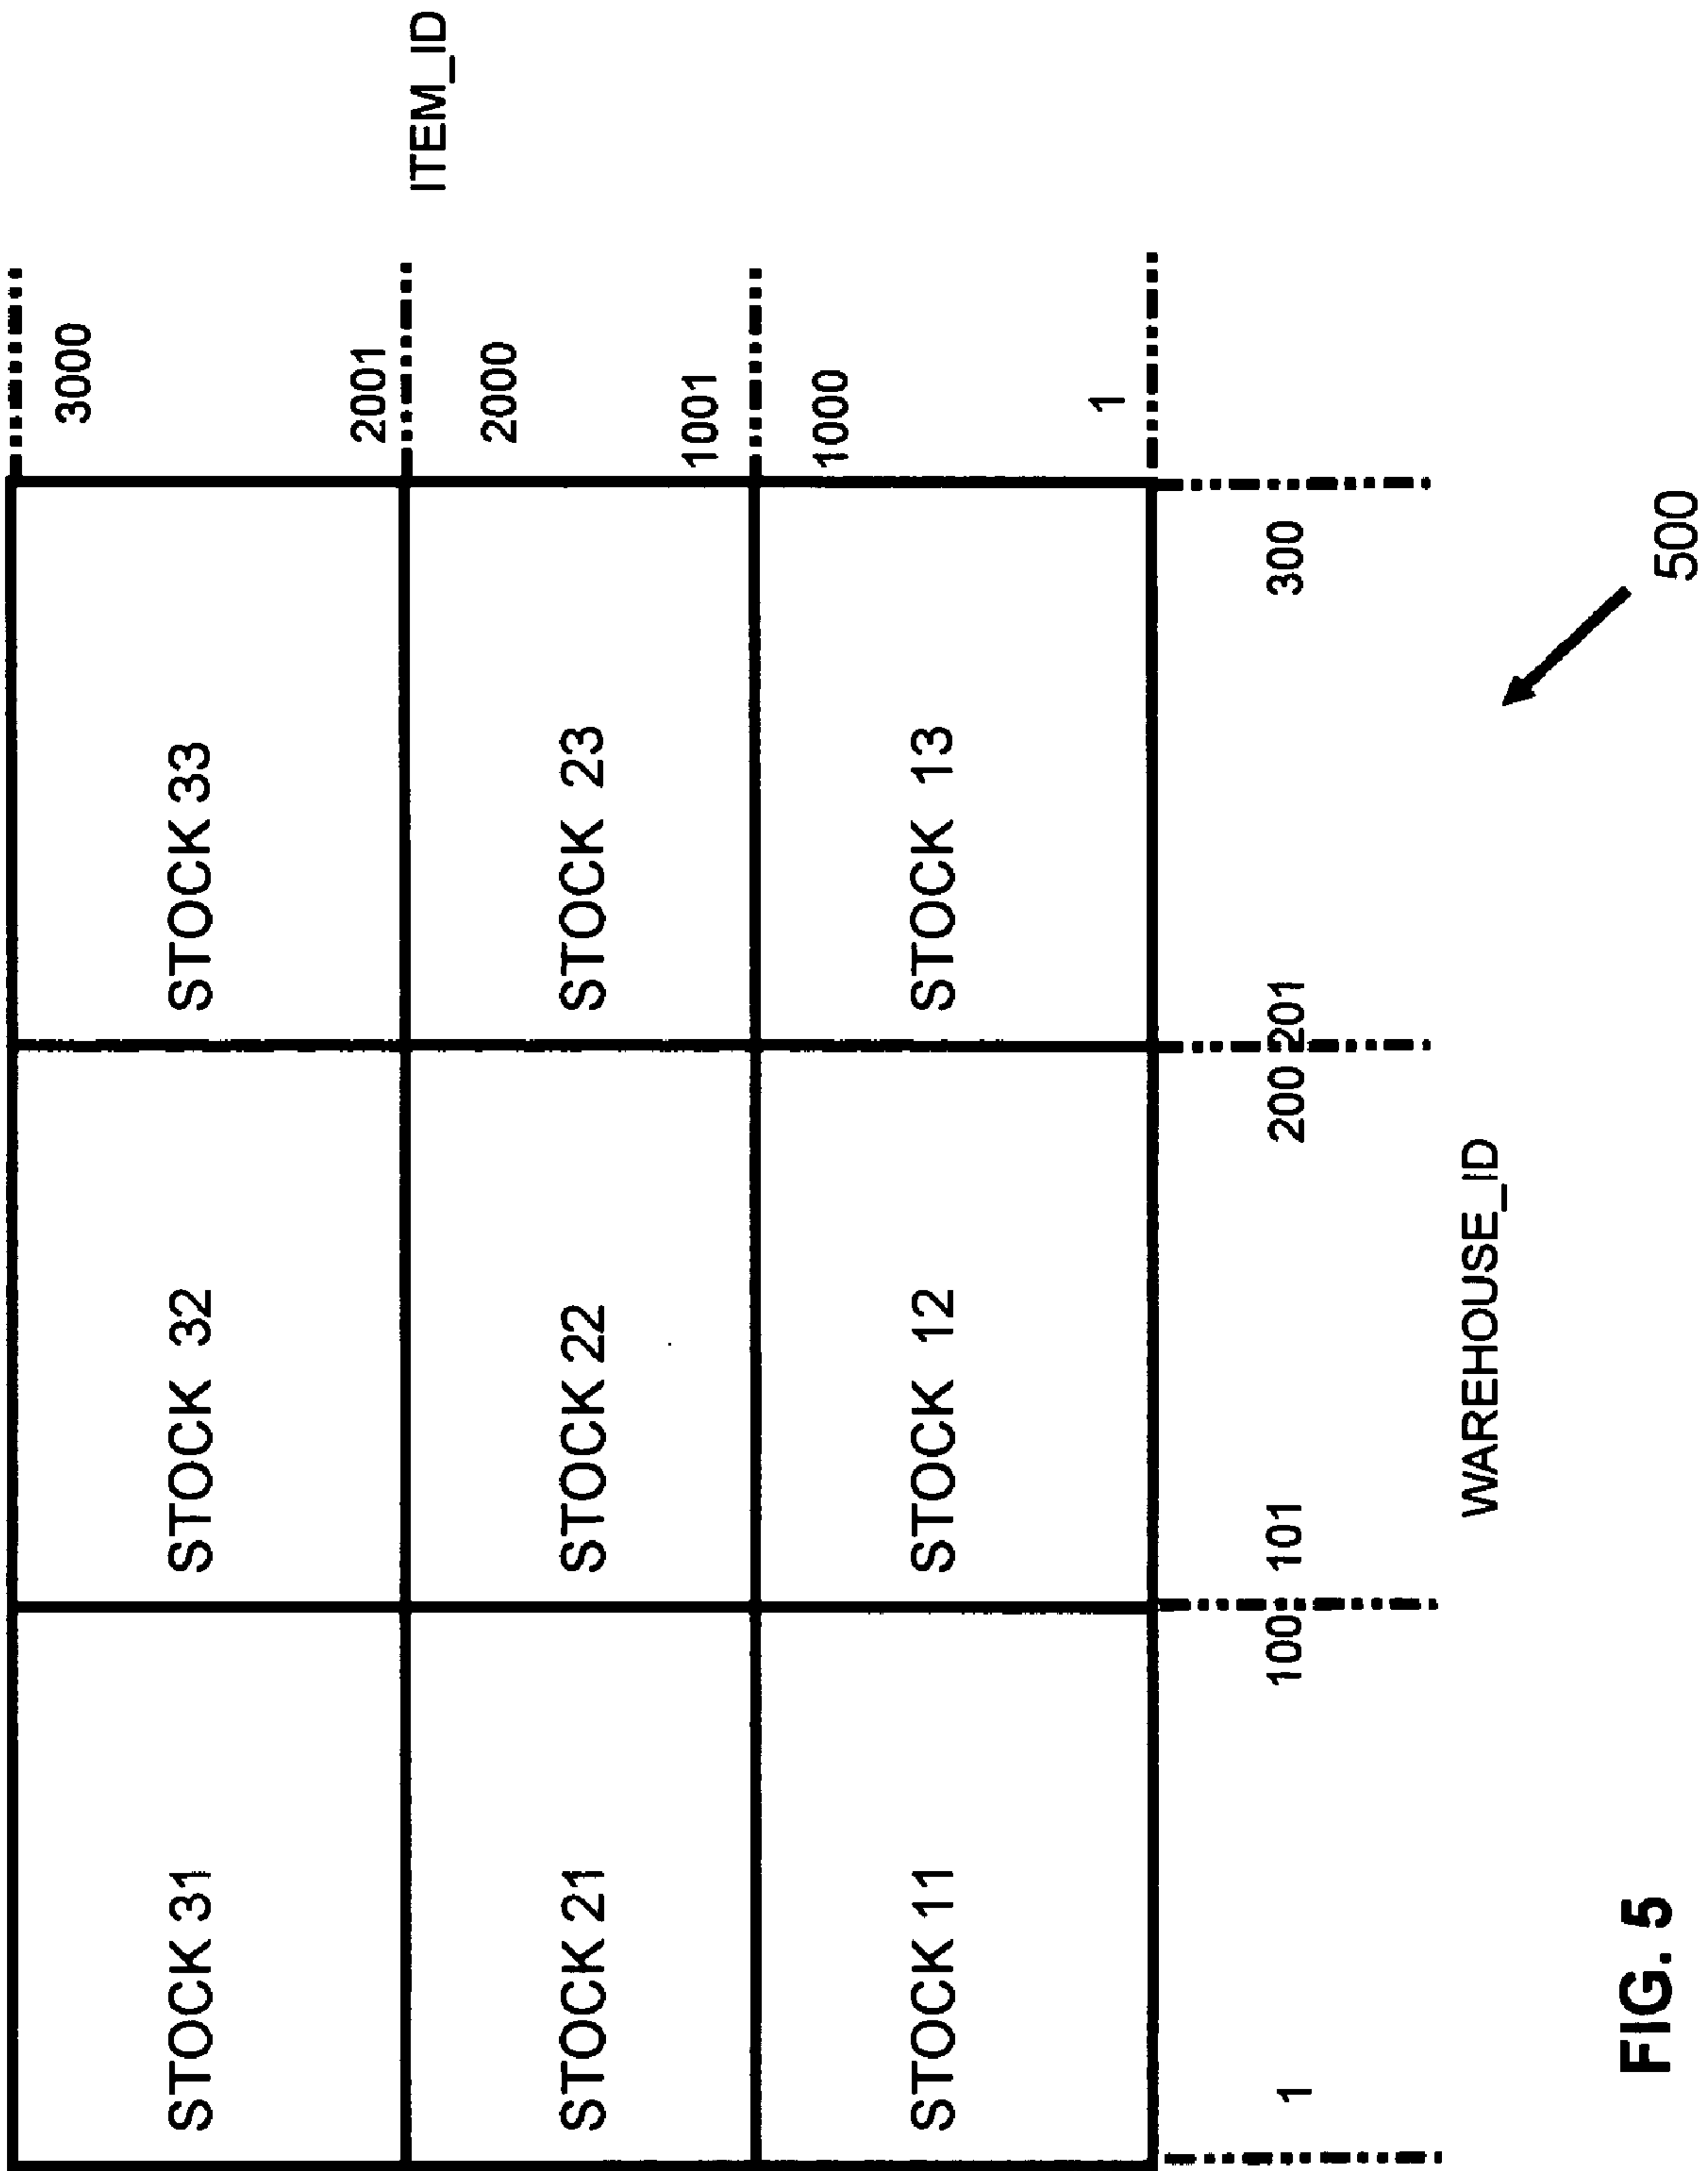 STOCK 31 STOCK 32 STOCK 33
3000
2001
ITEM_ID
STOCK 21 STOCK 22 STOCK 23
2000
1001
STOCK 11 STOCK 12 STOCK 13
1000
1
1 100 101 200 201 300
WAREHOUSE_ID
500
FIG. 5